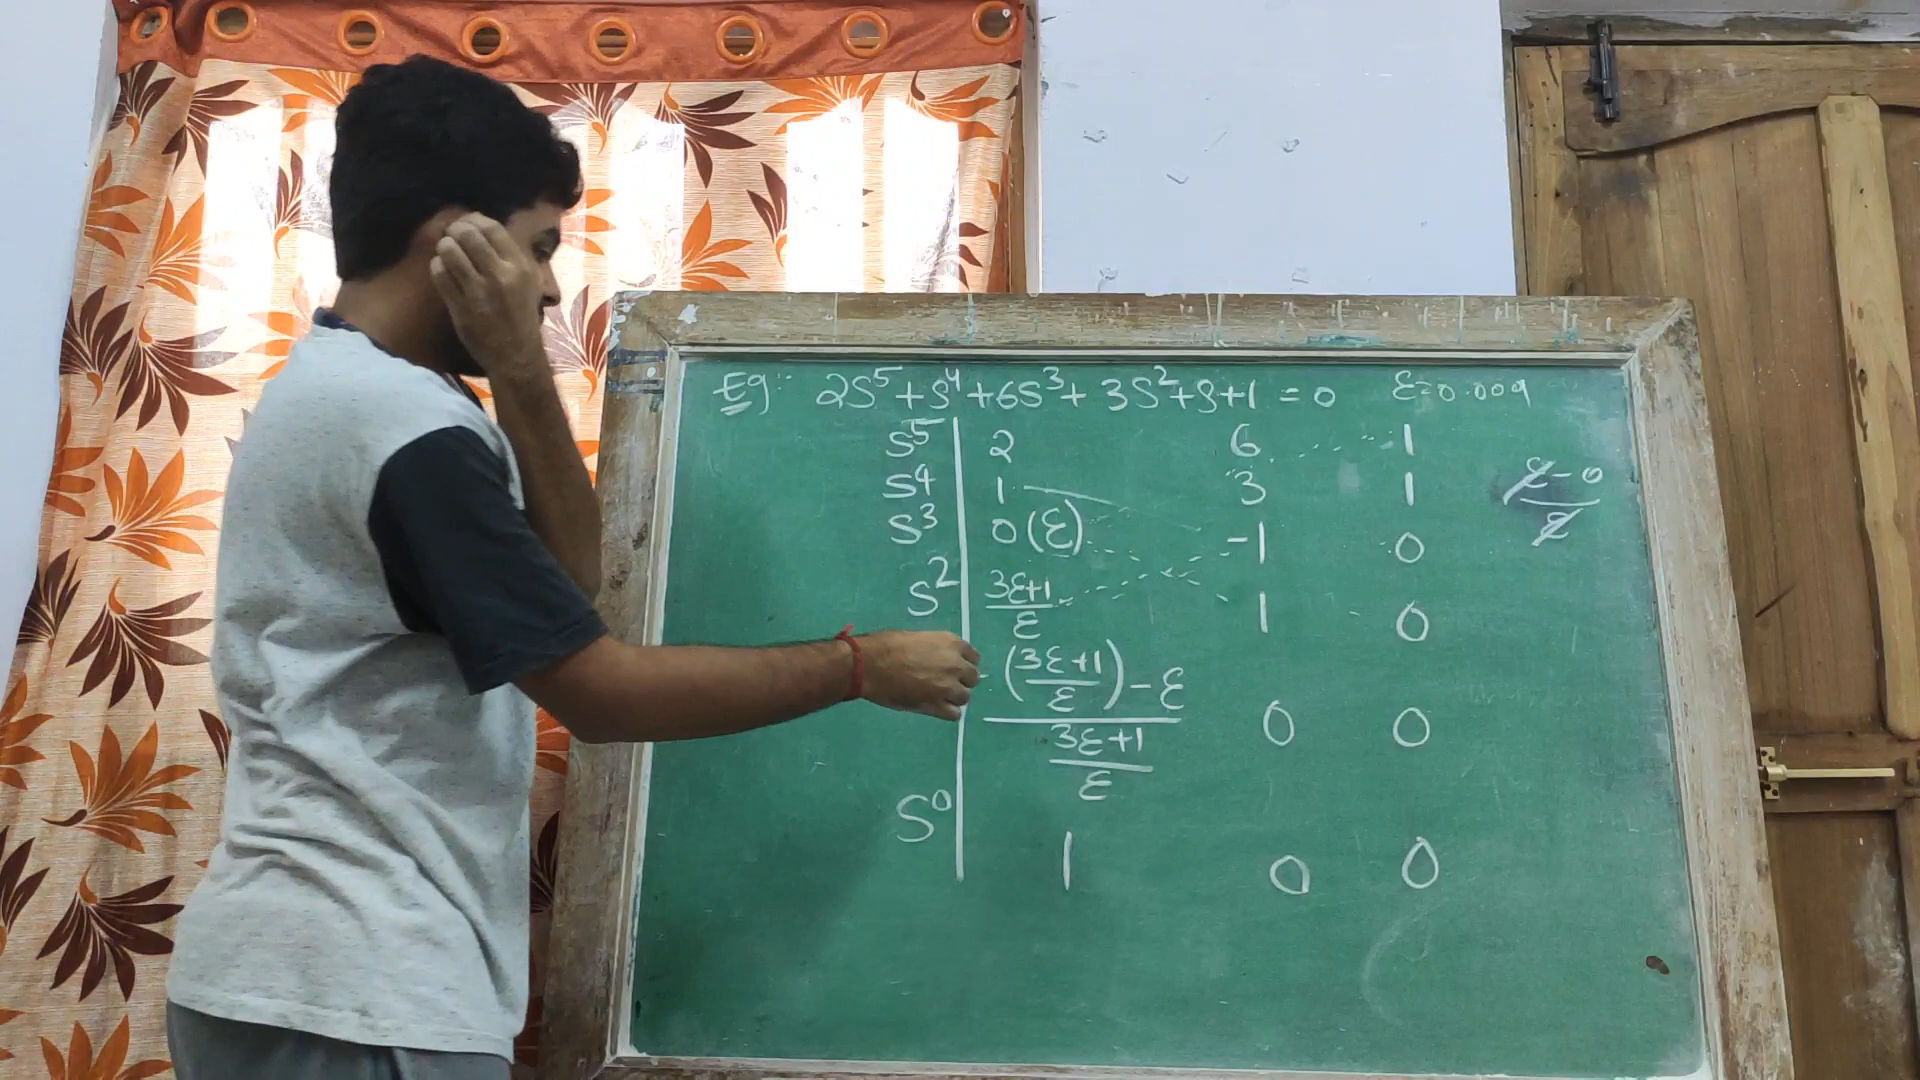 Eg:- 2S⁵+S⁴+6S³+3S²+S+1=0 ε=0.009
S⁵ 2 6 1
S⁴ 1 3 1
S³ 0(ε) -1 0
S² (3ε+1)/ε 1 0
(-((3ε+1)/ε)-ε)/((3ε+1)/ε) 0 0
S⁰ 1 0 0
(ε-0)/ε